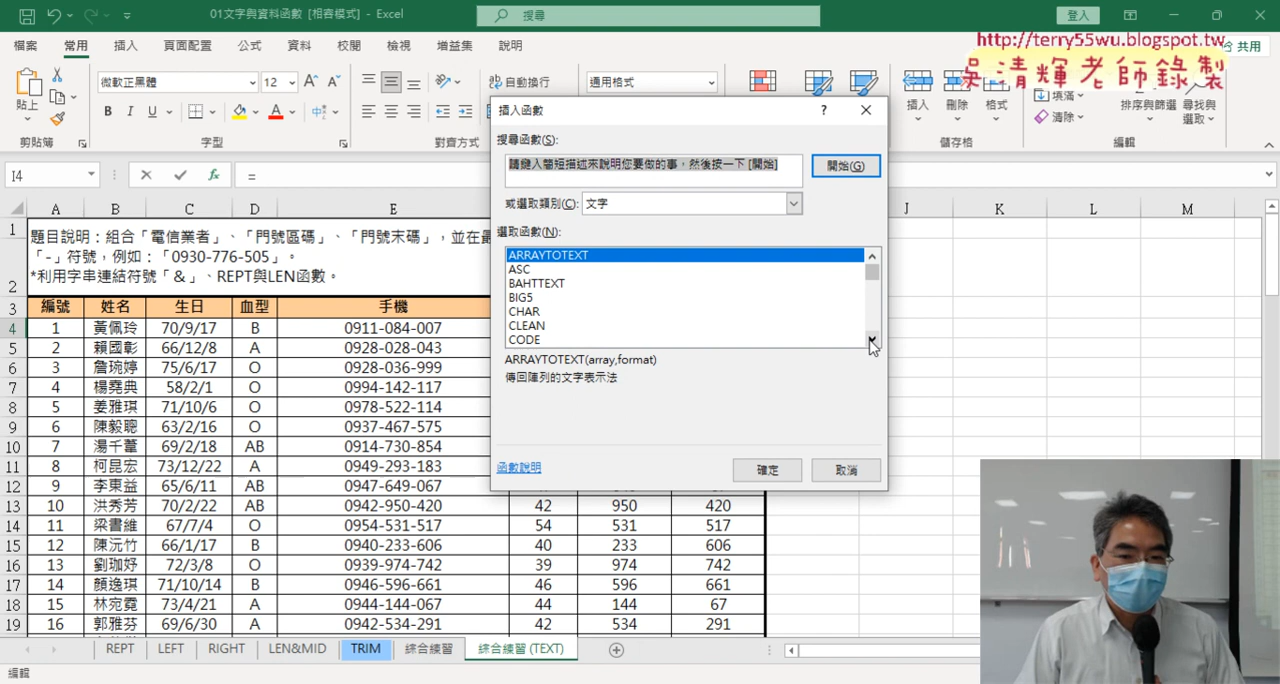 01文字與資料函數 [相容模式] - Excel
搜尋
登入
檔案 常用 插入 頁面配置 公式 資料 校閱 檢視 增益集 說明
共用
http://terry55wu.blogspot.tw
吳清輝老師錄製
貼上
微軟正黑體 12
自動換行
通用格式
插入 刪除 格式
填滿
清除
排序與篩選 尋找與
選取
剪貼簿 字型 對齊方式 儲存格 編輯
I4
=
插入函數
搜尋函數(S):
請鍵入簡短描述來說明您要做的事，然後按一下 [開始]
開始(G)
或選取類別(C): 文字
選取函數(N):
ARRAYTOTEXT
ASC
BAHTTEXT
BIG5
CHAR
CLEAN
CODE
ARRAYTOTEXT(array,format)
傳回陣列的文字表示法
函數說明
確定
取消
A B C D E J K L M
1 題目說明：組合「電信業者」、「門號區碼」、「門號末碼」，並在
「-」符號，例如：「0930-776-505」。
2 *利用字串連結符號「&」、REPT與LEN函數。
3 編號 姓名 生日 血型 手機
4 1 黃佩玲 70/9/17 B 0911-084-007
5 2 賴國彰 66/12/8 A 0928-028-043
6 3 詹琬婷 75/6/17 O 0928-036-999
7 4 楊堯典 58/2/1 O 0994-142-117
8 5 姜雅琪 71/10/6 O 0978-522-114
9 6 陳毅聰 63/2/16 O 0937-467-575
10 7 湯千薰 69/2/18 AB 0914-730-854
11 8 柯昆宏 73/12/22 A 0949-293-183
12 9 李東益 65/6/11 AB 0947-649-067
13 10 洪秀芳 70/2/22 AB 0942-950-420 42 950 420
14 11 梁書維 67/7/4 O 0954-531-517 54 531 517
15 12 陳沅竹 66/1/17 B 0940-233-606 40 233 606
16 13 劉珈妤 72/3/8 O 0939-974-742 39 974 742
17 14 顏逸琪 71/10/14 B 0946-596-661 46 596 661
18 15 林宛霓 73/4/21 A 0944-144-067 44 144 67
19 16 郭雅芬 69/6/30 A 0942-534-291 42 534 291
REPT LEFT RIGHT LEN&MID TRIM 綜合練習 綜合練習 (TEXT)
編輯